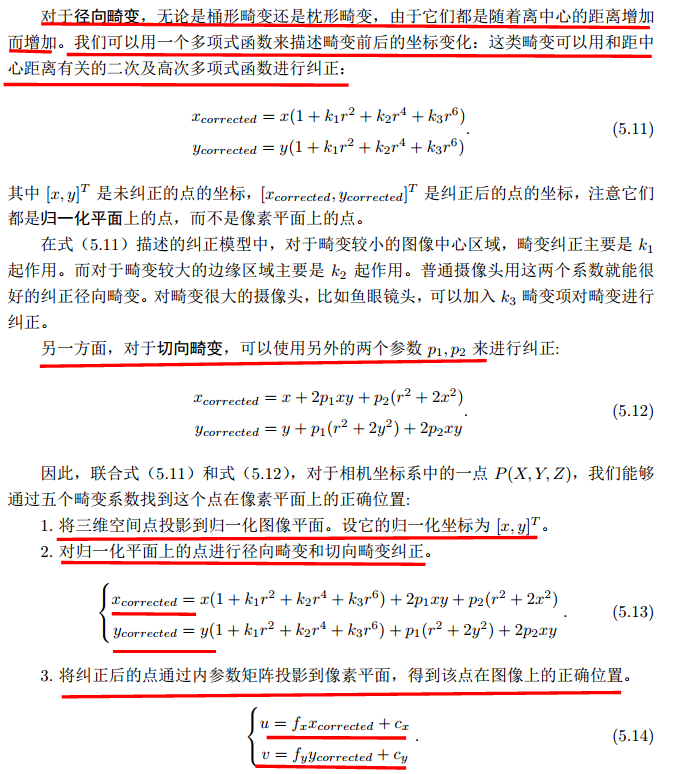 对于径向畸变，无论是桶形畸变还是枕形畸变，由于它们都是随着离中心的距离增加
而增加。我们可以用一个多项式函数来描述畸变前后的坐标变化：这类畸变可以用和距中
心距离有关的二次及高次多项式函数进行纠正：
x_{corrected} = x(1 + k_1r^2 + k_2r^4 + k_3r^6)
y_{corrected} = y(1 + k_1r^2 + k_2r^4 + k_3r^6) . (5.11)
其中 [x, y]^T 是未纠正的点的坐标，[x_{corrected}, y_{corrected}]^T 是纠正后的点的坐标，注意它们
都是归一化平面上的点，而不是像素平面上的点。
在式（5.11）描述的纠正模型中，对于畸变较小的图像中心区域，畸变纠正主要是 k_1
起作用。而对于畸变较大的边缘区域主要是 k_2 起作用。普通摄像头用这两个系数就能很
好的纠正径向畸变。对畸变很大的摄像头，比如鱼眼镜头，可以加入 k_3 畸变项对畸变进行
纠正。
另一方面，对于切向畸变，可以使用另外的两个参数 p_1, p_2 来进行纠正:
x_{corrected} = x + 2p_1xy + p_2(r^2 + 2x^2)
y_{corrected} = y + p_1(r^2 + 2y^2) + 2p_2xy . (5.12)
因此，联合式（5.11）和式（5.12），对于相机坐标系中的一点 P(X, Y, Z)，我们能够
通过五个畸变系数找到这个点在像素平面上的正确位置:
1. 将三维空间点投影到归一化图像平面。设它的归一化坐标为 [x, y]^T。
2. 对归一化平面上的点进行径向畸变和切向畸变纠正。
x_{corrected} = x(1 + k_1r^2 + k_2r^4 + k_3r^6) + 2p_1xy + p_2(r^2 + 2x^2)
y_{corrected} = y(1 + k_1r^2 + k_2r^4 + k_3r^6) + p_1(r^2 + 2y^2) + 2p_2xy . (5.13)
3. 将纠正后的点通过内参数矩阵投影到像素平面，得到该点在图像上的正确位置。
u = f_xx_{corrected} + c_x
v = f_yy_{corrected} + c_y . (5.14)